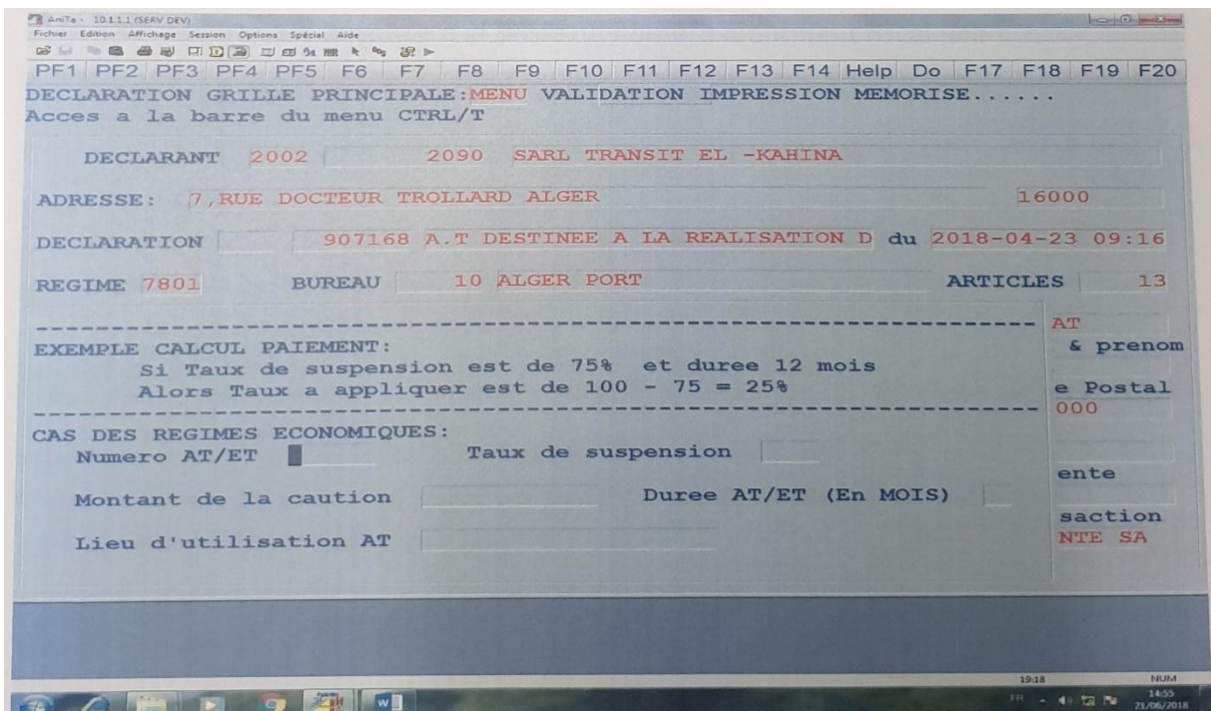 AniTa - 10.1.1.1 (SERV DEV)
Fichier Edition Affichage Session Options Spécial Aide
PF1 PF2 PF3 PF4 PF5 F6 F7 F8 F9 F10 F11 F12 F13 F14 Help Do F17 F18 F19 F20
DECLARATION GRILLE PRINCIPALE:MENU VALIDATION IMPRESSION MEMORISE......
Acces a la barre du menu CTRL/T
DECLARANT 2002 2090 SARL TRANSIT EL -KAHINA
ADRESSE: 7,RUE DOCTEUR TROLLARD ALGER 16000
DECLARATION 907168 A.T DESTINEE A LA REALISATION D du 2018-04-23 09:16
REGIME 7801 BUREAU 10 ALGER PORT ARTICLES 13
AT
EXEMPLE CALCUL PAIEMENT: & prenom
Si Taux de suspension est de 75% et duree 12 mois
Alors Taux a appliquer est de 100 - 75 = 25% e Postal
000
CAS DES REGIMES ECONOMIQUES:
Numero AT/ET Taux de suspension
ente
Montant de la caution Duree AT/ET (En MOIS)
saction
Lieu d'utilisation AT NTE SA
19:18 NUM
FR 14:55
21/06/2018